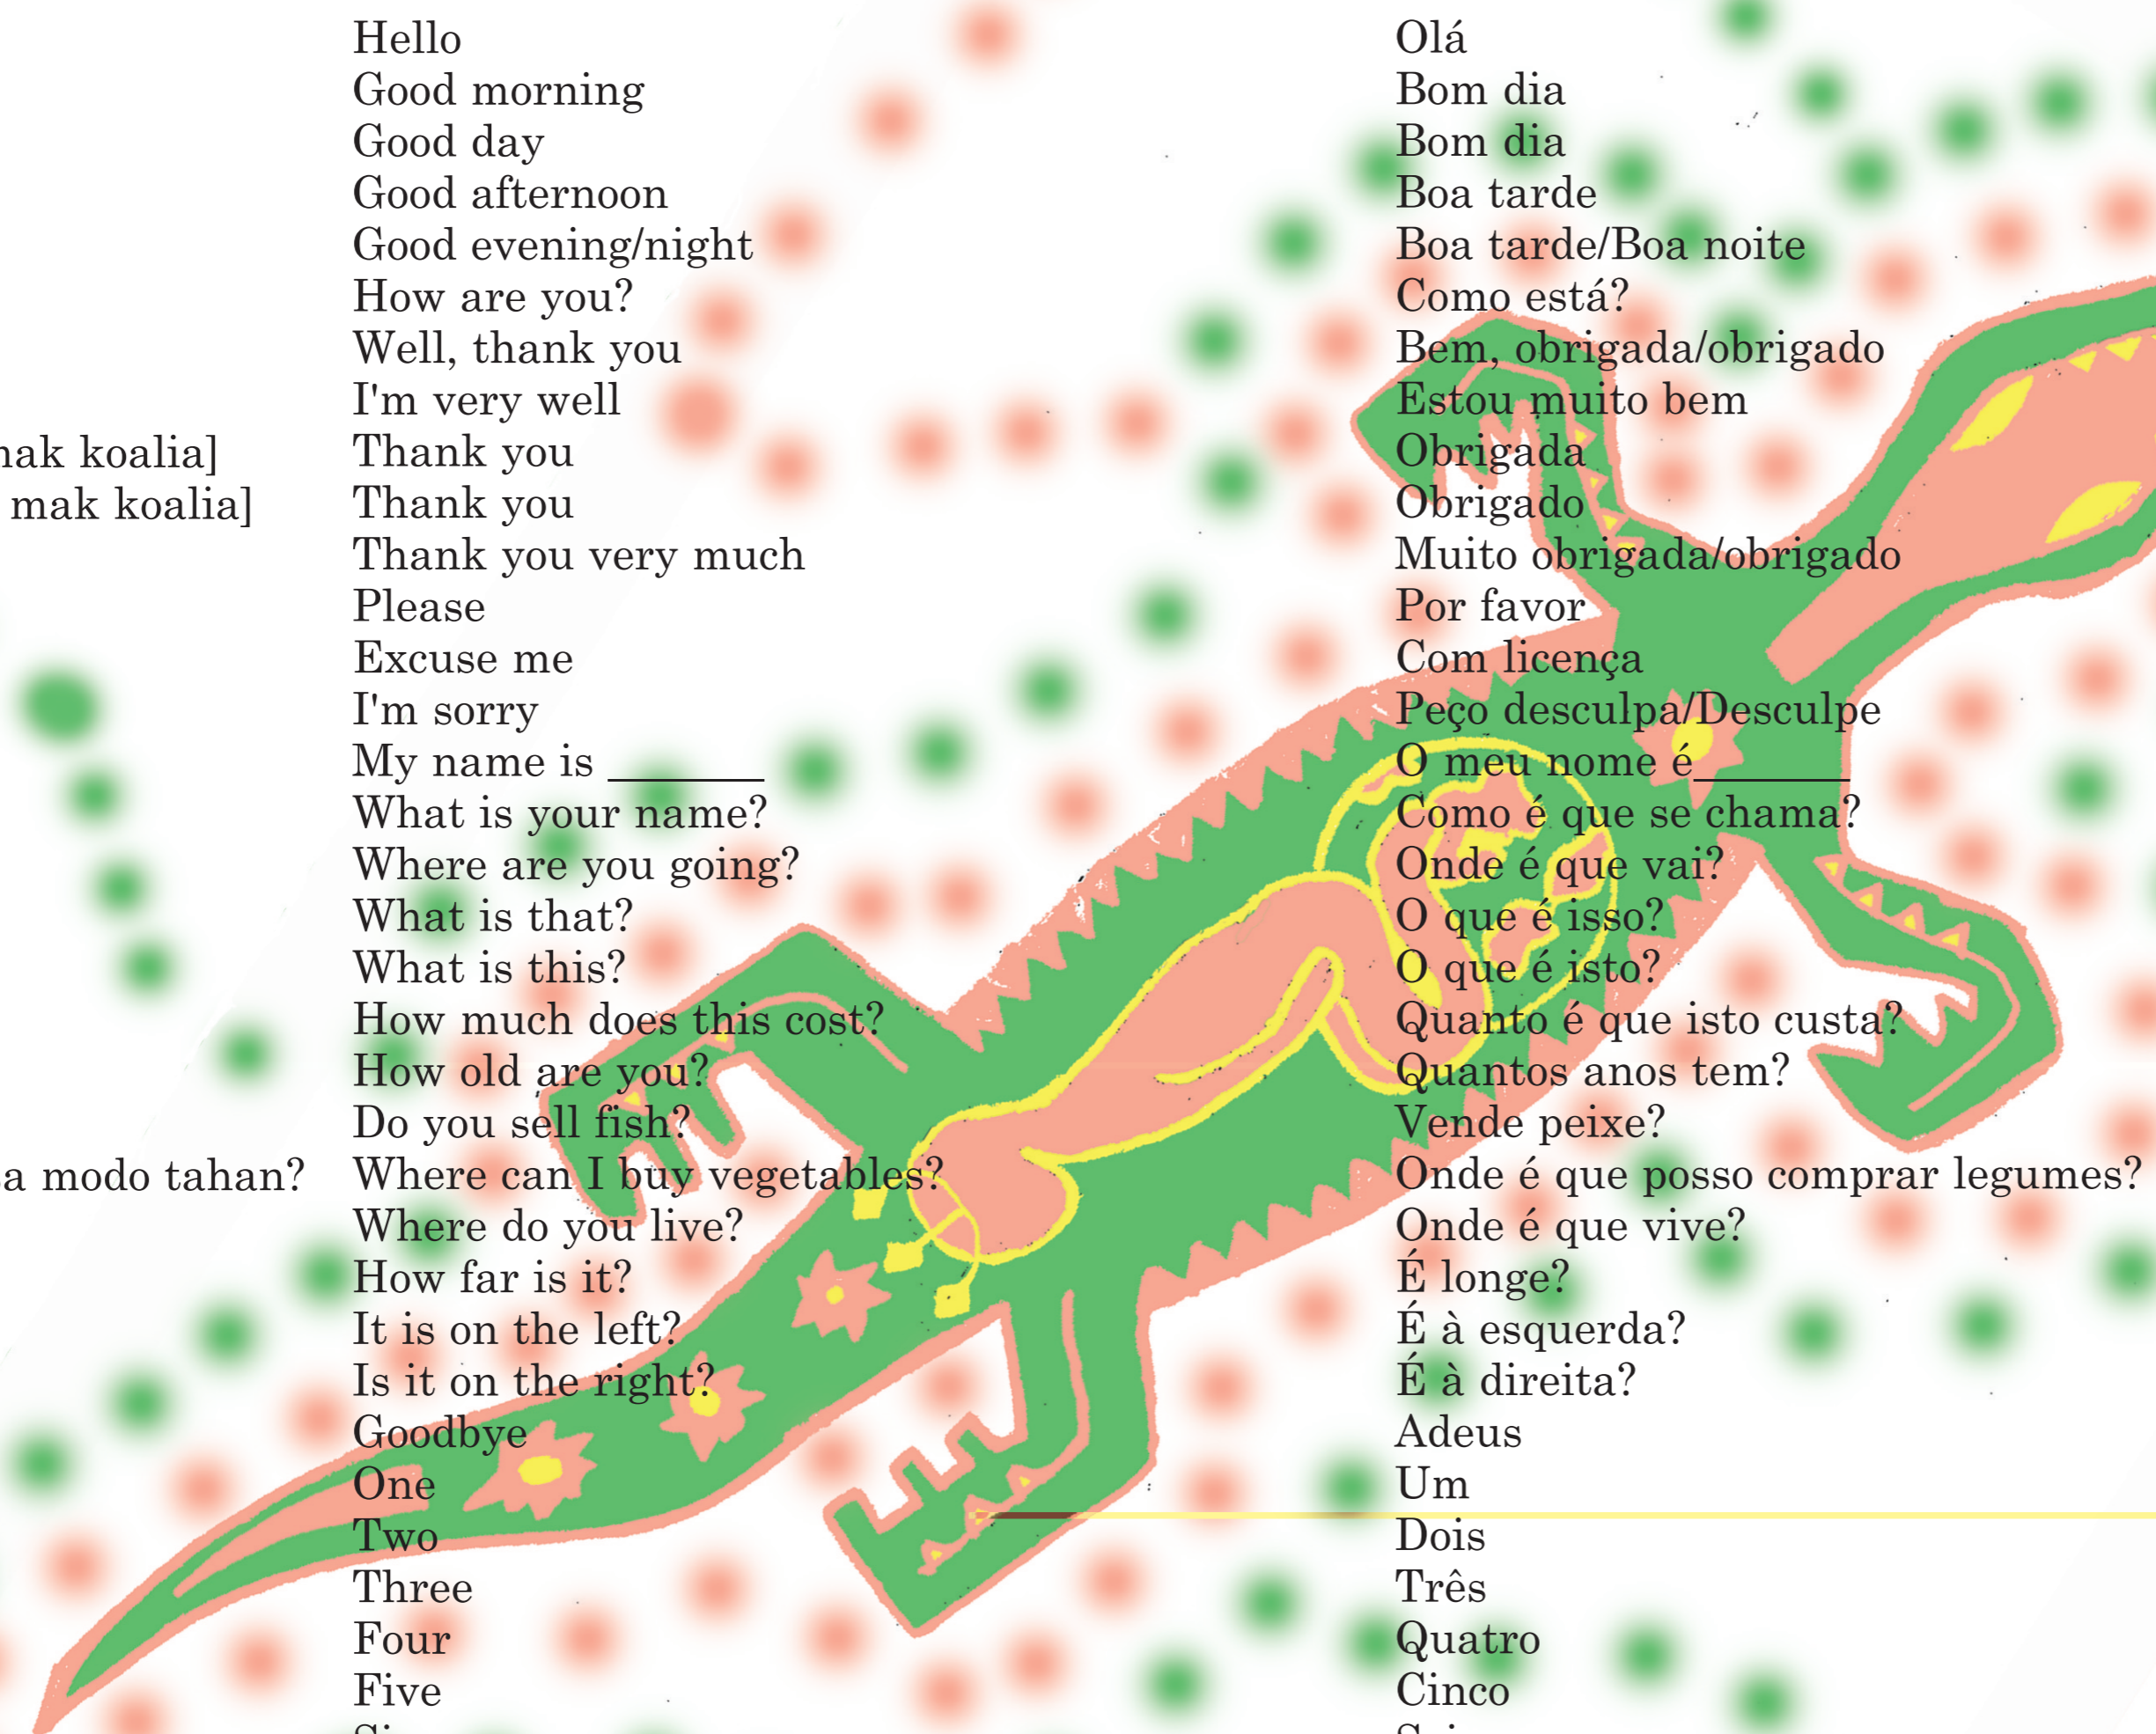 Hello
Good morning
Good day
Good afternoon
Good evening/night
How are you?
Well, thank you
I'm very well
Thank you
Thank you
Thank you very much
Please
Excuse me
I'm sorry
My name is ______
What is your name?
Where are you going?
What is that?
What is this?
How much does this cost?
How old are you?
Do you sell fish?
Where can I buy vegetables?
Where do you live?
How far is it?
It is on the left?
Is it on the right?
Goodbye
One
Two
Three
Four
Five
Olá
Bom dia
Bom dia
Boa tarde
Boa tarde/Boa noite
Como está?
Bem, obrigada/obrigado
Estou muito bem
Obrigada
Obrigado
Muito obrigada/obrigado
Por favor
Com licença
Peço desculpa/Desculpe
O meu nome é______
Como é que se chama?
Onde é que vai?
O que é isso?
O que é isto?
Quanto é que isto custa?
Quantos anos tem?
Vende peixe?
Onde é que posso comprar legumes?
Onde é que vive?
É longe?
É à esquerda?
É à direita?
Adeus
Um
Dois
Três
Quatro
Cinco
koalia]
mak koalia]
modo tahan?